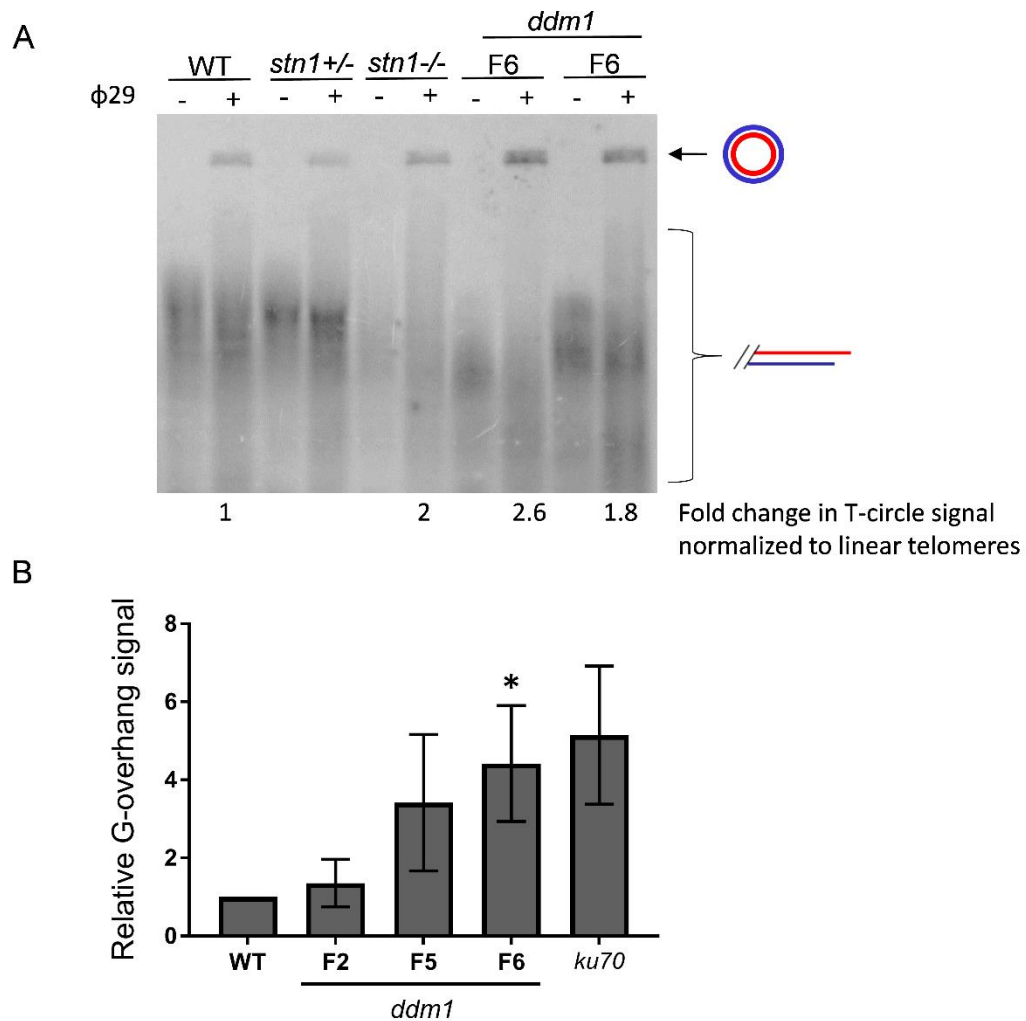 A
ddm1
WT stn1+/- stn1-/- F6 F6
ϕ29 - + - + - + - + - +
1 2 2.6 1.8 Fold change in T-circle signal
normalized to linear telomeres
B
Relative G-overhang signal
8
6
4
2
0
*
WT F2 F5 F6 ku70
ddm1